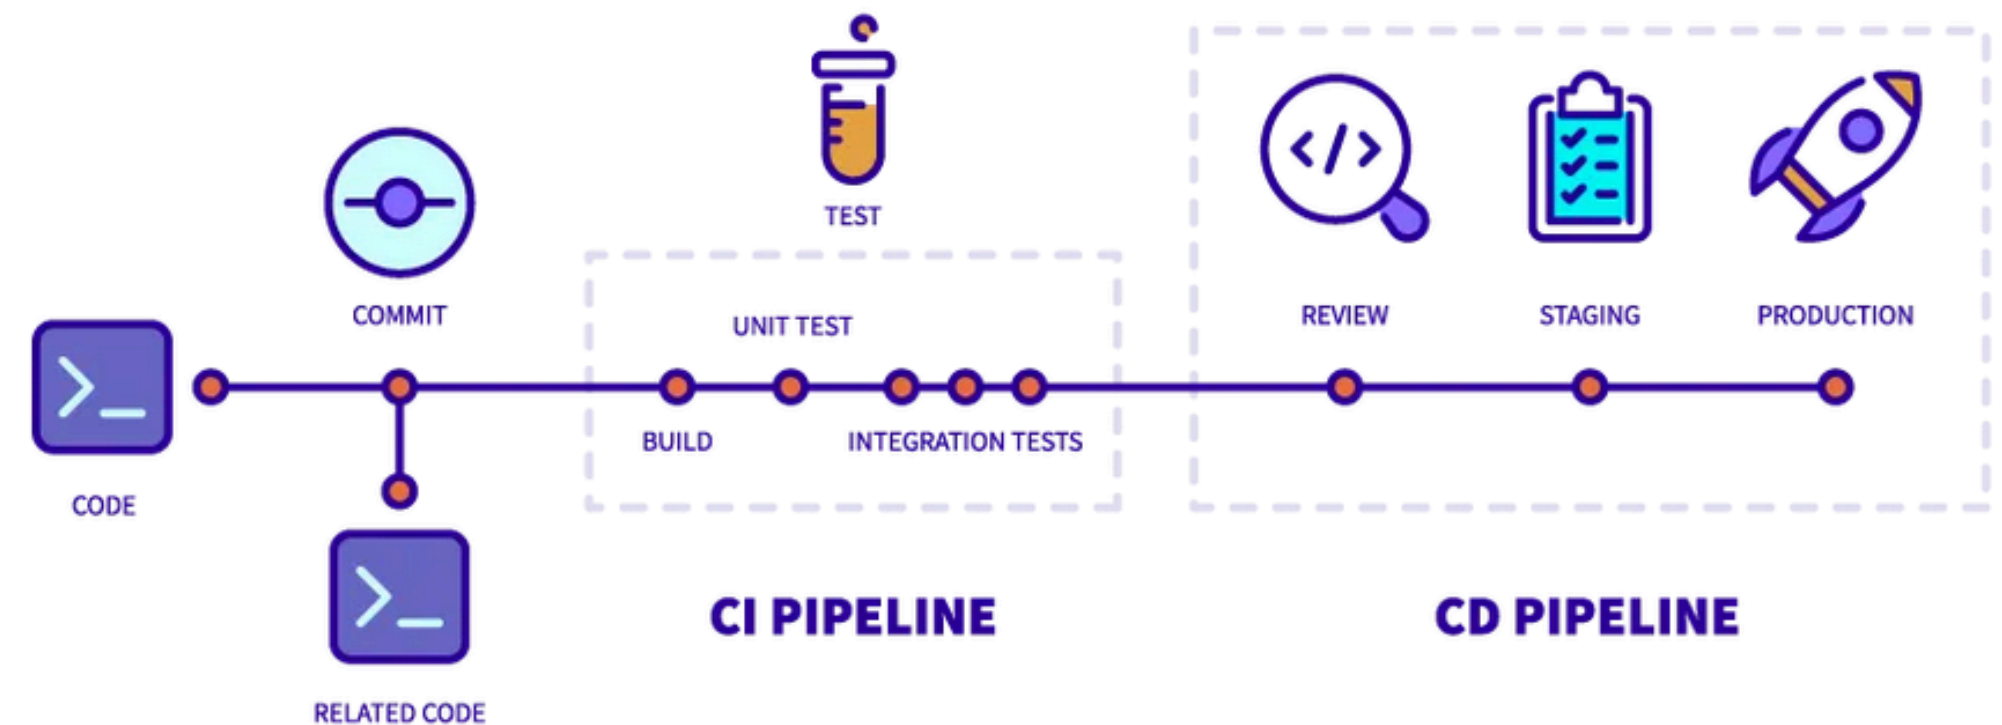 TEST
COMMIT
UNIT TEST
REVIEW
STAGING
PRODUCTION
BUILD
INTEGRATION TESTS
CODE
CI PIPELINE
CD PIPELINE
RELATED CODE